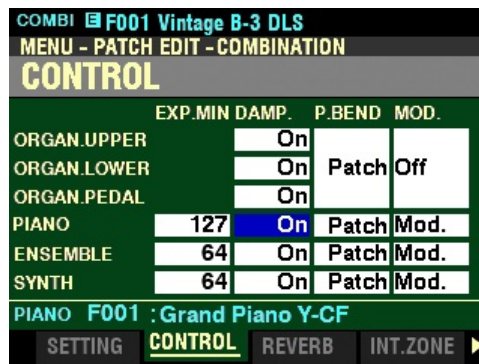 COMBI E F001 Vintage B-3 DLS
MENU - PATCH EDIT - COMBINATION
CONTROL
EXP.MIN DAMP. P.BEND MOD.
ORGAN.UPPER On
ORGAN.LOWER On Patch Off
ORGAN.PEDAL On
PIANO 127 On Patch Mod.
ENSEMBLE 64 On Patch Mod.
SYNTH 64 On Patch Mod.
PIANO F001 :Grand Piano Y-CF
SETTING CONTROL REVERB INT.ZONE